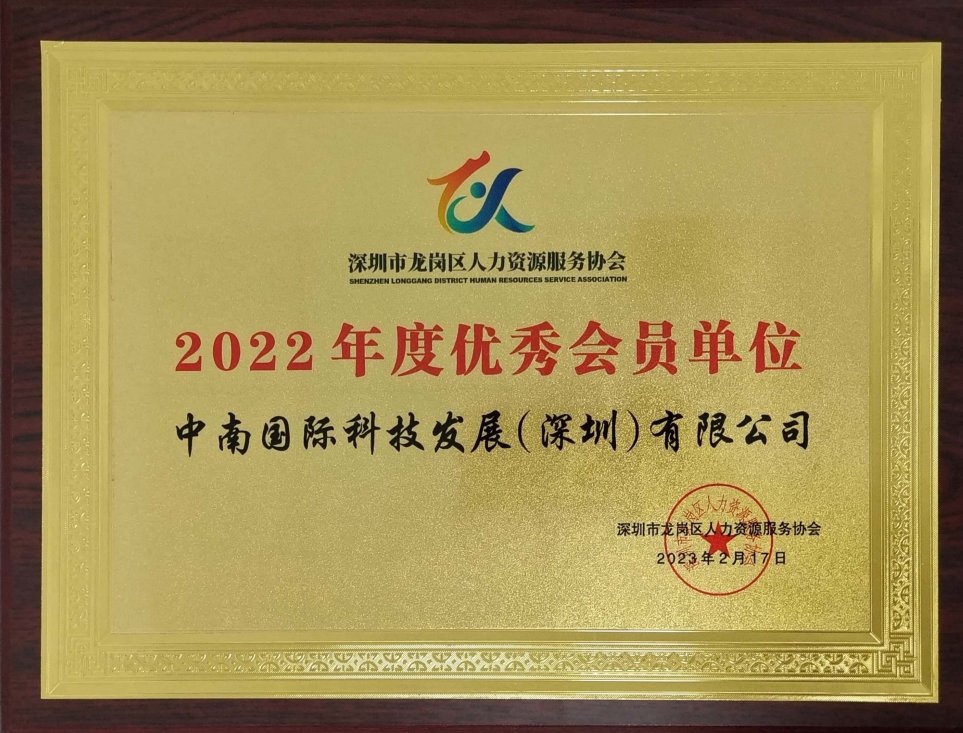 深圳市龙岗区人力资源服务协会
SHENZHEN LONGGANG DISTRICT HUMAN RESOURCES SERVICE ASSOCIATION
2022年度优秀会员单位
中南国际科技发展(深圳)有限公司
深圳市龙岗区人力资源服务协会
2023年2月17日